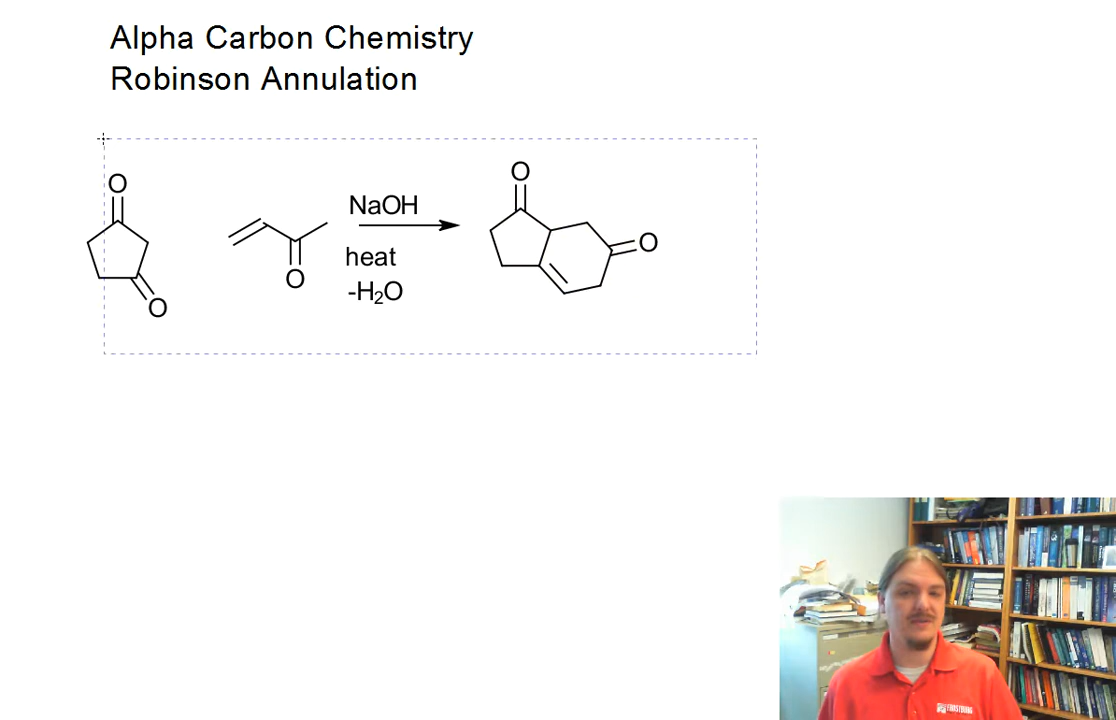 Alpha Carbon Chemistry
Robinson Annulation
O
O
O
NaOH
heat
-H₂O
O
O